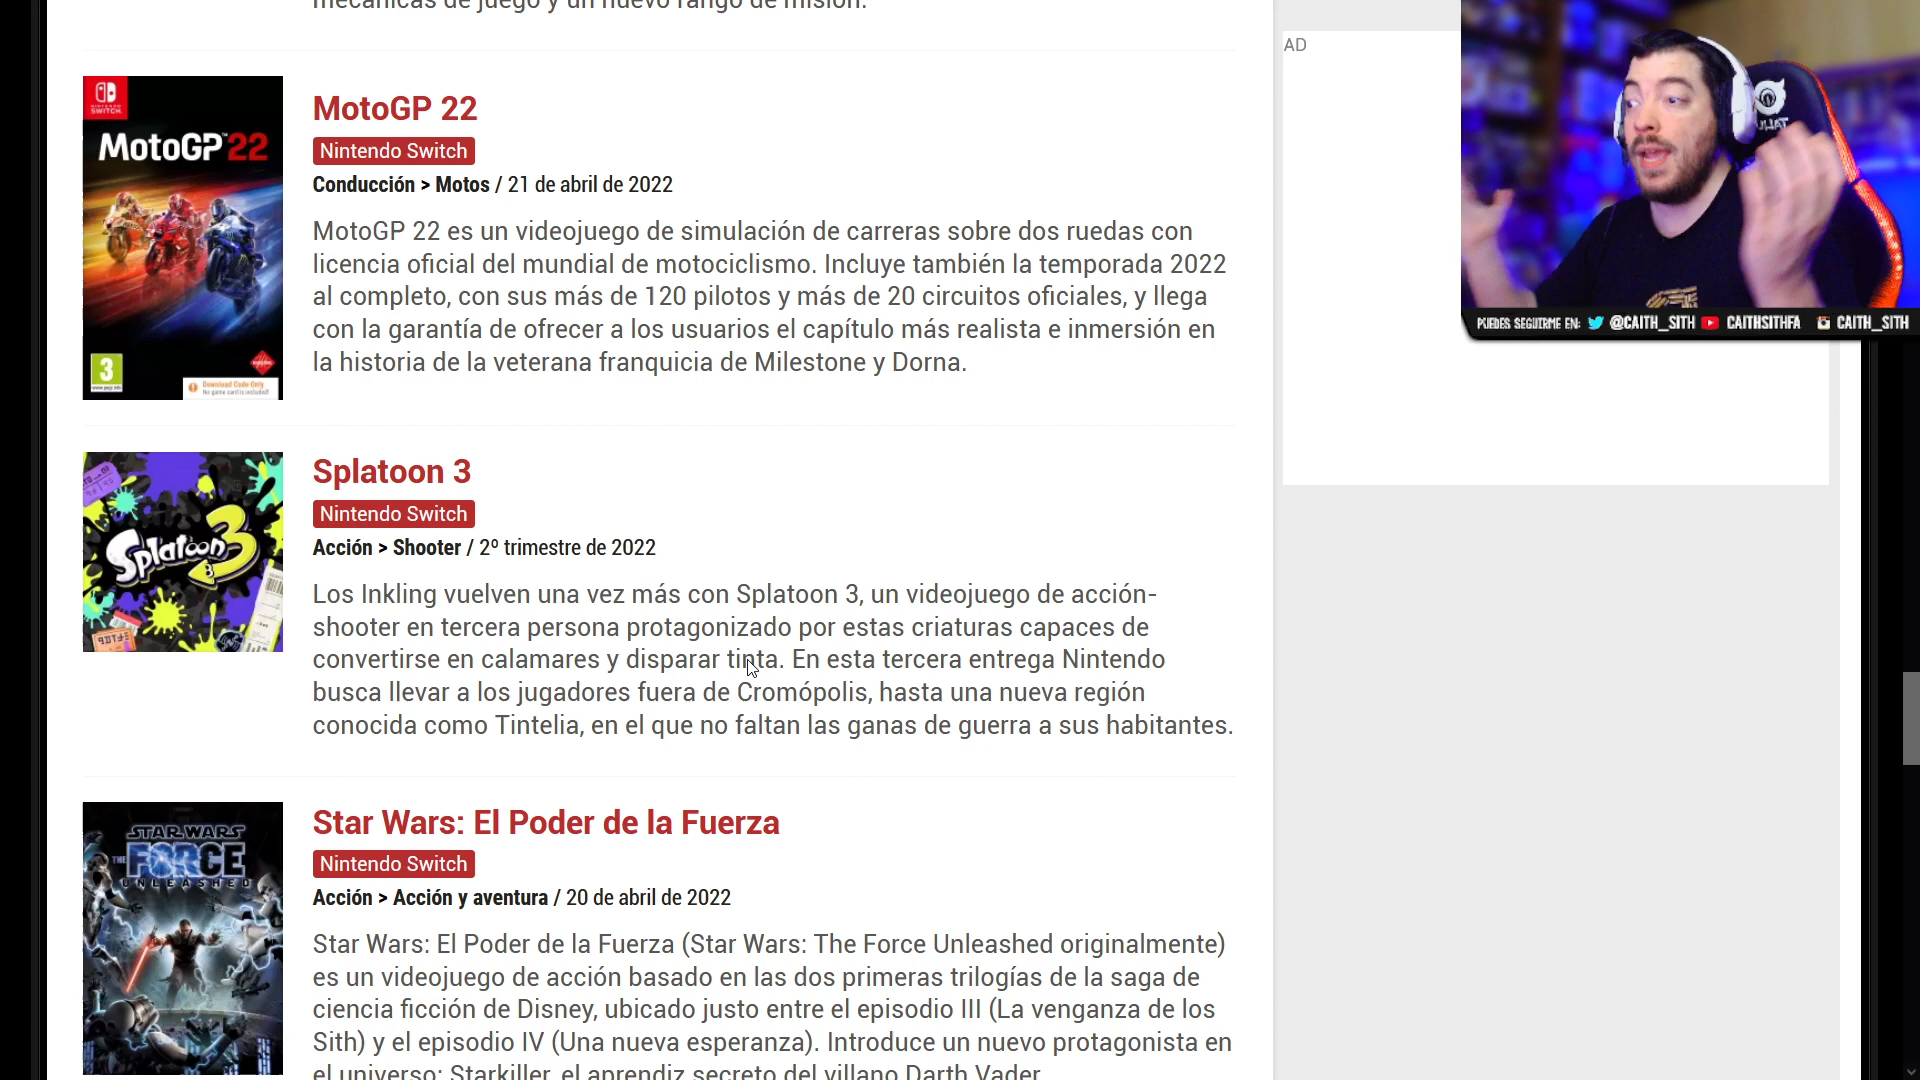 mecánicas de juego y un nuevo rango de misión.
AD
NINTENDO
SWITCH
MotoGP 22
3
Download Code Only
No game card is included!
MotoGP 22
Nintendo Switch
Conducción > Motos / 21 de abril de 2022
MotoGP 22 es un videojuego de simulación de carreras sobre dos ruedas con
licencia oficial del mundial de motociclismo. Incluye también la temporada 2022
al completo, con sus más de 120 pilotos y más de 20 circuitos oficiales, y llega
con la garantía de ofrecer a los usuarios el capítulo más realista e inmersión en
la historia de la veterana franquicia de Milestone y Dorna.
PUEDES SEGUIRME EN: @CAITH_SITH CAITHSITHFA CAITH_SITH
Splatoon 3
Splatoon 3
Nintendo Switch
Acción > Shooter / 2º trimestre de 2022
Los Inkling vuelven una vez más con Splatoon 3, un videojuego de acción-
shooter en tercera persona protagonizado por estas criaturas capaces de
convertirse en calamares y disparar tinta. En esta tercera entrega Nintendo
busca llevar a los jugadores fuera de Cromópolis, hasta una nueva región
conocida como Tintelia, en el que no faltan las ganas de guerra a sus habitantes.
STAR WARS
THE FORCE
UNLEASHED
Star Wars: El Poder de la Fuerza
Nintendo Switch
Acción > Acción y aventura / 20 de abril de 2022
Star Wars: El Poder de la Fuerza (Star Wars: The Force Unleashed originalmente)
es un videojuego de acción basado en las dos primeras trilogías de la saga de
ciencia ficción de Disney, ubicado justo entre el episodio III (La venganza de los
Sith) y el episodio IV (Una nueva esperanza). Introduce un nuevo protagonista en
el universo: Starkiller, el aprendiz secreto del villano Darth Vader.